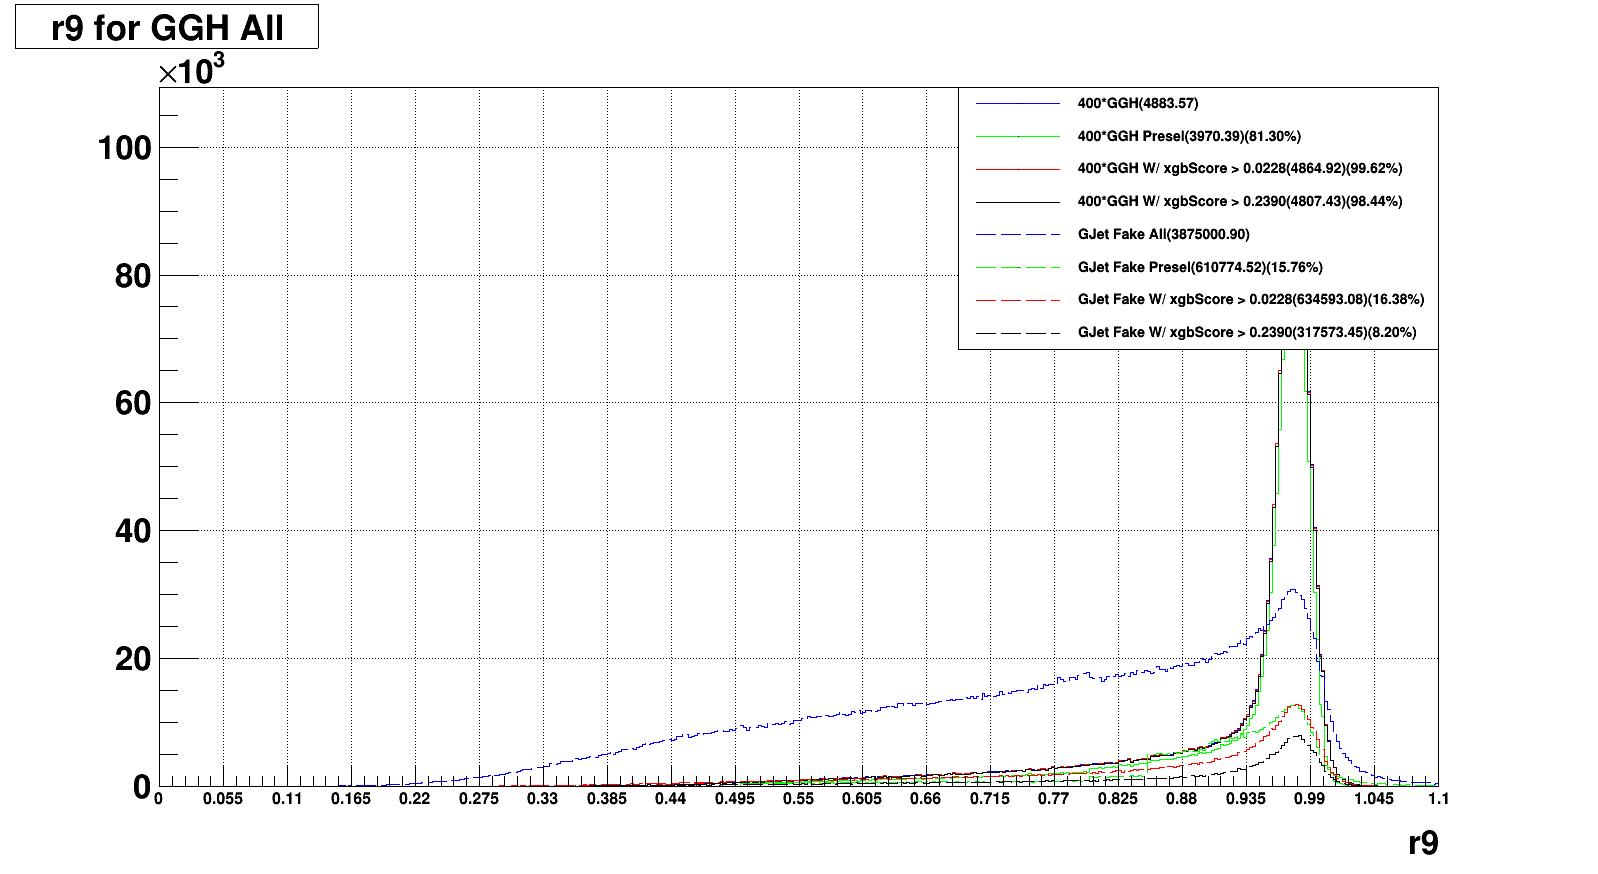 r9 for GGH All
×10³
100
80
60
40
20
0
400*GGH(4883.57)
400*GGH Presel(3970.39)(81.30%)
400*GGH W/ xgbScore > 0.0228(4864.92)(99.62%)
400*GGH W/ xgbScore > 0.2390(4807.43)(98.44%)
GJet Fake All(3875000.90)
GJet Fake Presel(610774.52)(15.76%)
GJet Fake W/ xgbScore > 0.0228(634593.08)(16.38%)
GJet Fake W/ xgbScore > 0.2390(317573.45)(8.20%)
0 0.055 0.11 0.165 0.22 0.275 0.33 0.385 0.44 0.495 0.55 0.605 0.66 0.715 0.77 0.825 0.88 0.935 0.99 1.045 1.1
r9